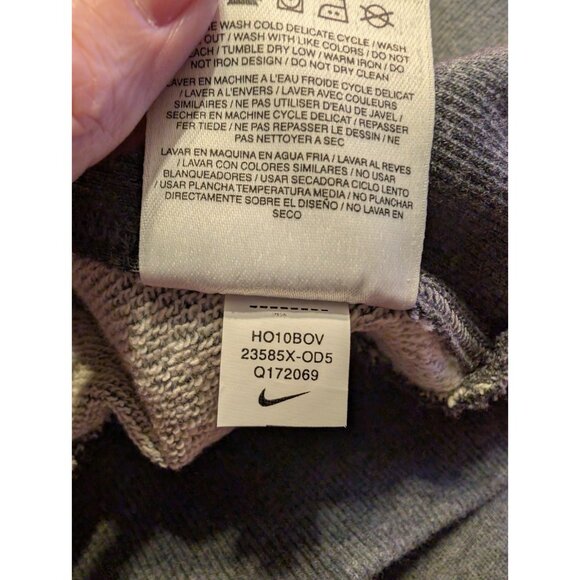 WASH COLD DELICATE CYCLE / WASH
OUT / WASH WITH LIKE COLORS / DO NOT
/ TUMBLE DRY LOW / WARM IRON / DO
NOT IRON DESIGN / DO NOT DRY CLEAN
LAVER EN MACHINE A L'EAU FROIDE CYCLE DELICAT
/ LAVER A L'ENVERS / LAVER AVEC COULEURS
SIMILAIRES / NE PAS UTILISER D'EAU DE JAVEL /
SECHAGE CULBUTAGE CYCLE DELICAT / REPASSER
FER TIEDE / NE PAS REPASSER LE DESSIN / NE
PAS NETTOYER A SEC
LAVAR EN MAQUINA EN AGUA FRIA / LAVAR AL REVES
/ LAVAR CON COLORES SIMILARES / NO USAR
BLANQUEADORES / USAR SECADORA CICLO LENTO
/ USAR PLANCHA TEMPERATURA MEDIA / NO PLANCHAR
DIRECTAMENTE SOBRE EL DISEÑO / NO LAVAR EN
SECO
HO10BOV
23585X-OD5
Q172069